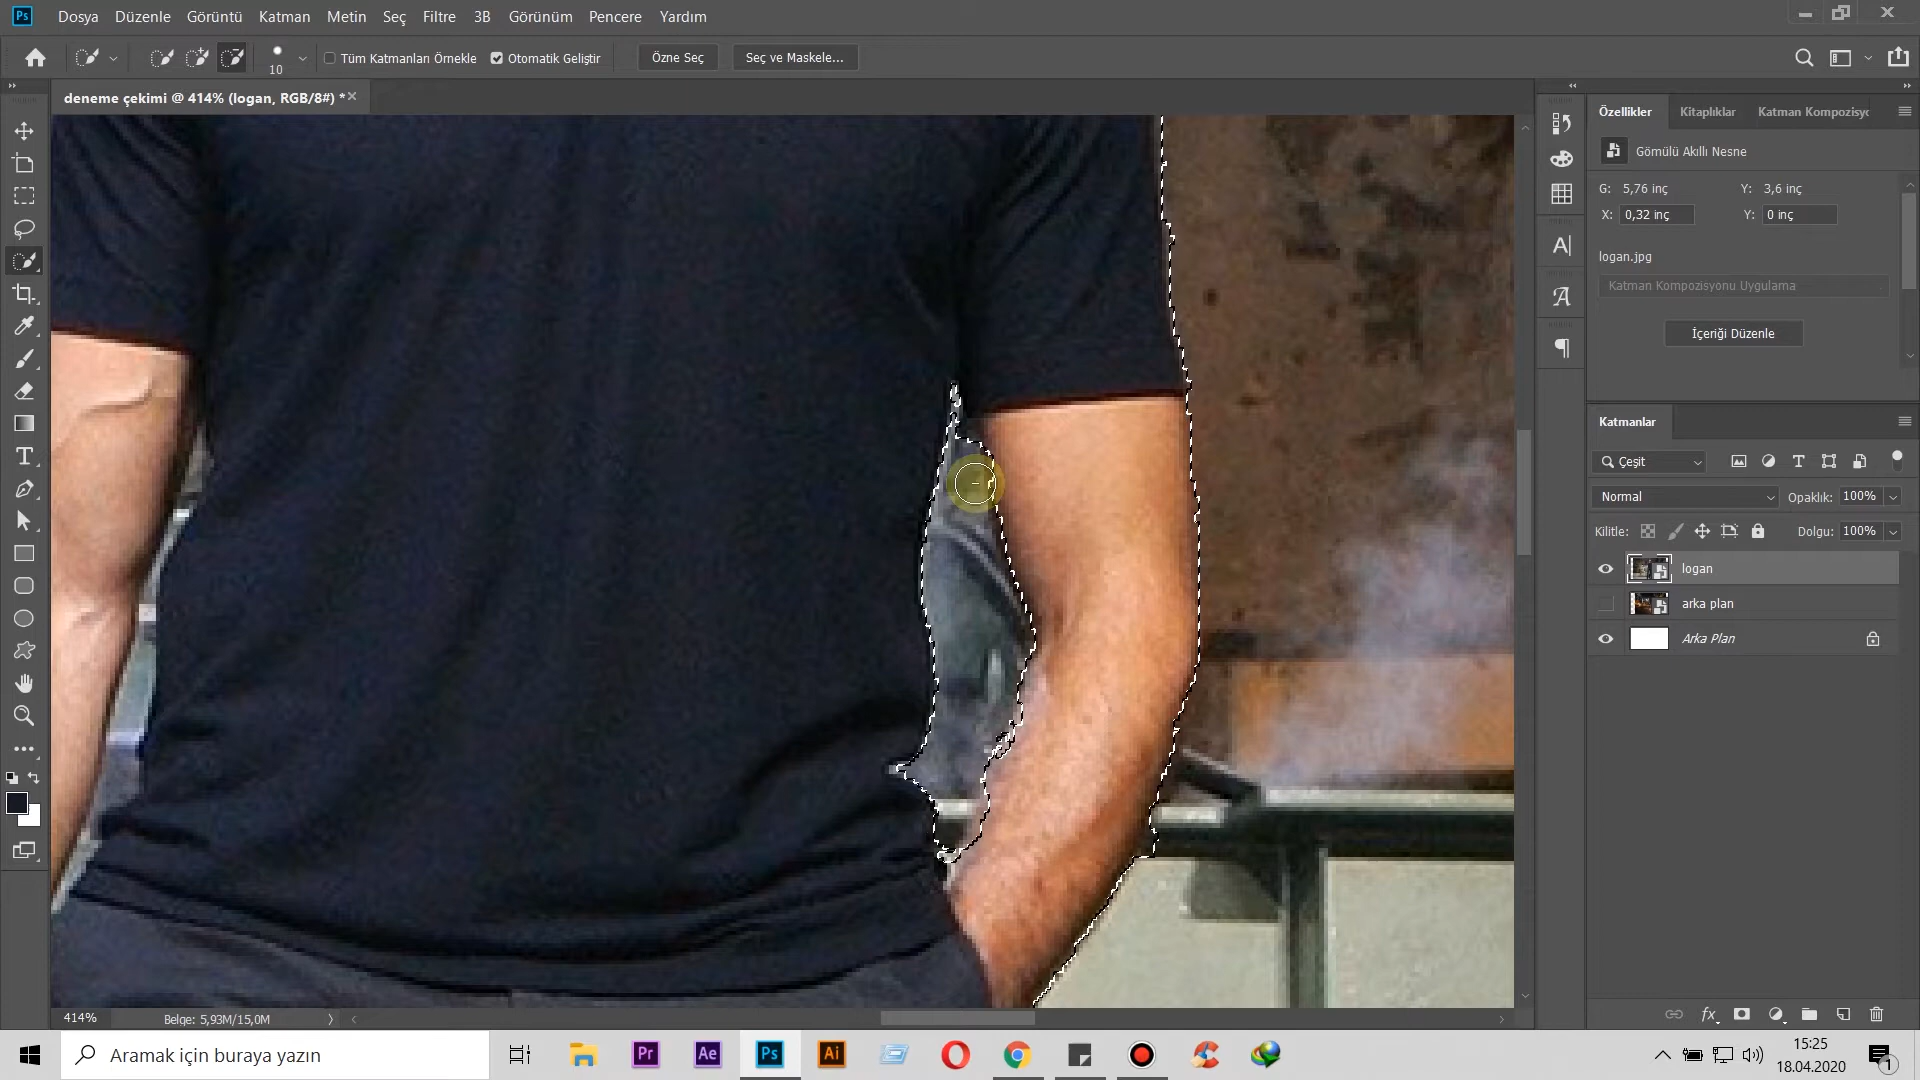 Ps Dosya Düzenle Görüntü Katman Metin Seç Filtre 3B Görünüm Pencere Yardım
10 Tüm Katmanları Örnekle Otomatik Geliştir Özne Seç Seç ve Maskele...
deneme çekimi @ 414% (logan, RGB/8#) *
Özellikler Kitaplıklar Katman Kompozisyo
Gömülü Akıllı Nesne
G: 5,76 inç Y: 3,6 inç
X: 0,32 inç Y: 0 inç
logan.jpg
Katman Kompozisyonu Uygulama
İçeriği Düzenle
Katmanlar
Çeşit
Normal Opaklık: 100%
Kilitle: Dolgu: 100%
logan
arka plan
Arka Plan
414% Belge: 5,93M/15,0M
Aramak için buraya yazın Pr Ae Ps Ai
15:25
18.04.2020
1